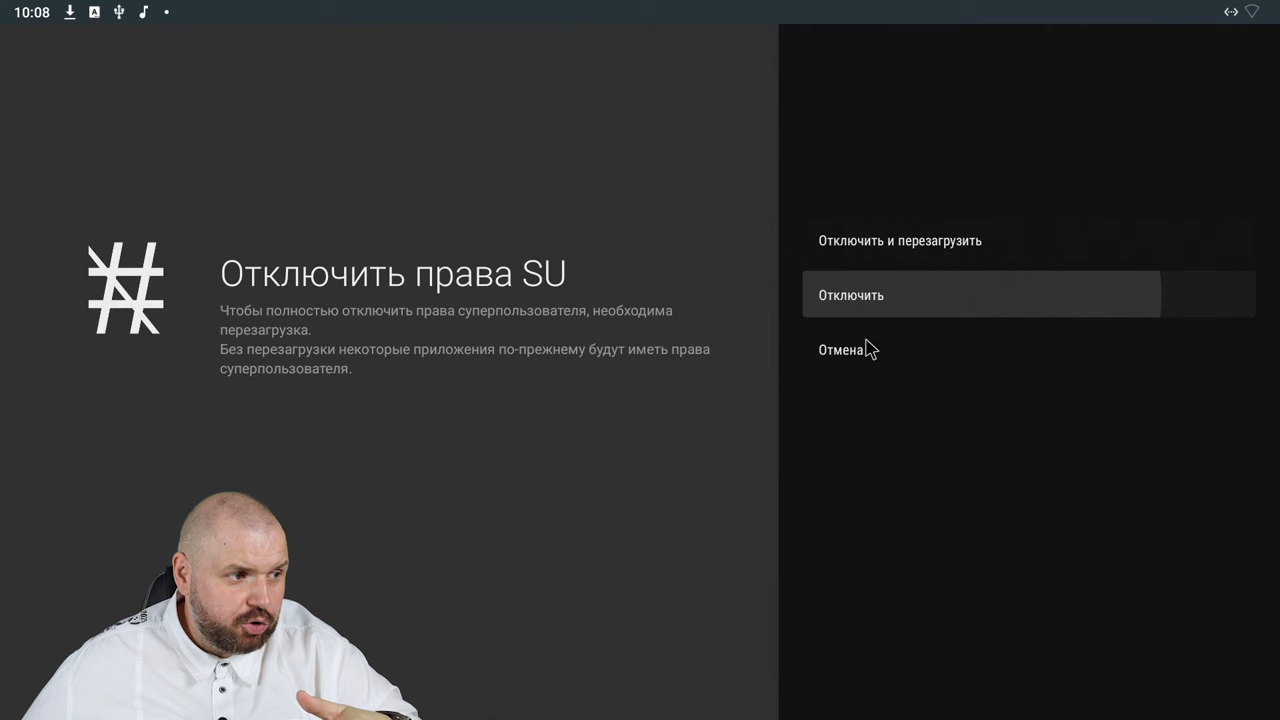 10:08
Отключить права SU
Чтобы полностью отключить права суперпользователя, необходима
перезагрузка.
Без перезагрузки некоторые приложения по-прежнему будут иметь права
суперпользователя.
Отключить и перезагрузить
Отключить
Отмена